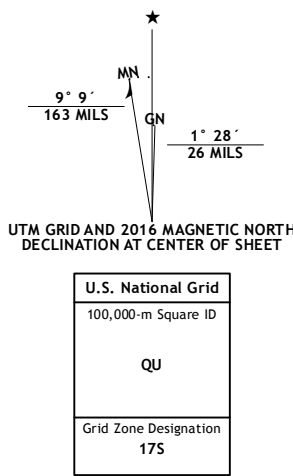 ★
MN
GN
9° 9´
163 MILS
1° 28´
26 MILS
UTM GRID AND 2016 MAGNETIC NORTH
DECLINATION AT CENTER OF SHEET
U.S. National Grid
100,000-m Square ID
QU
Grid Zone Designation
17S